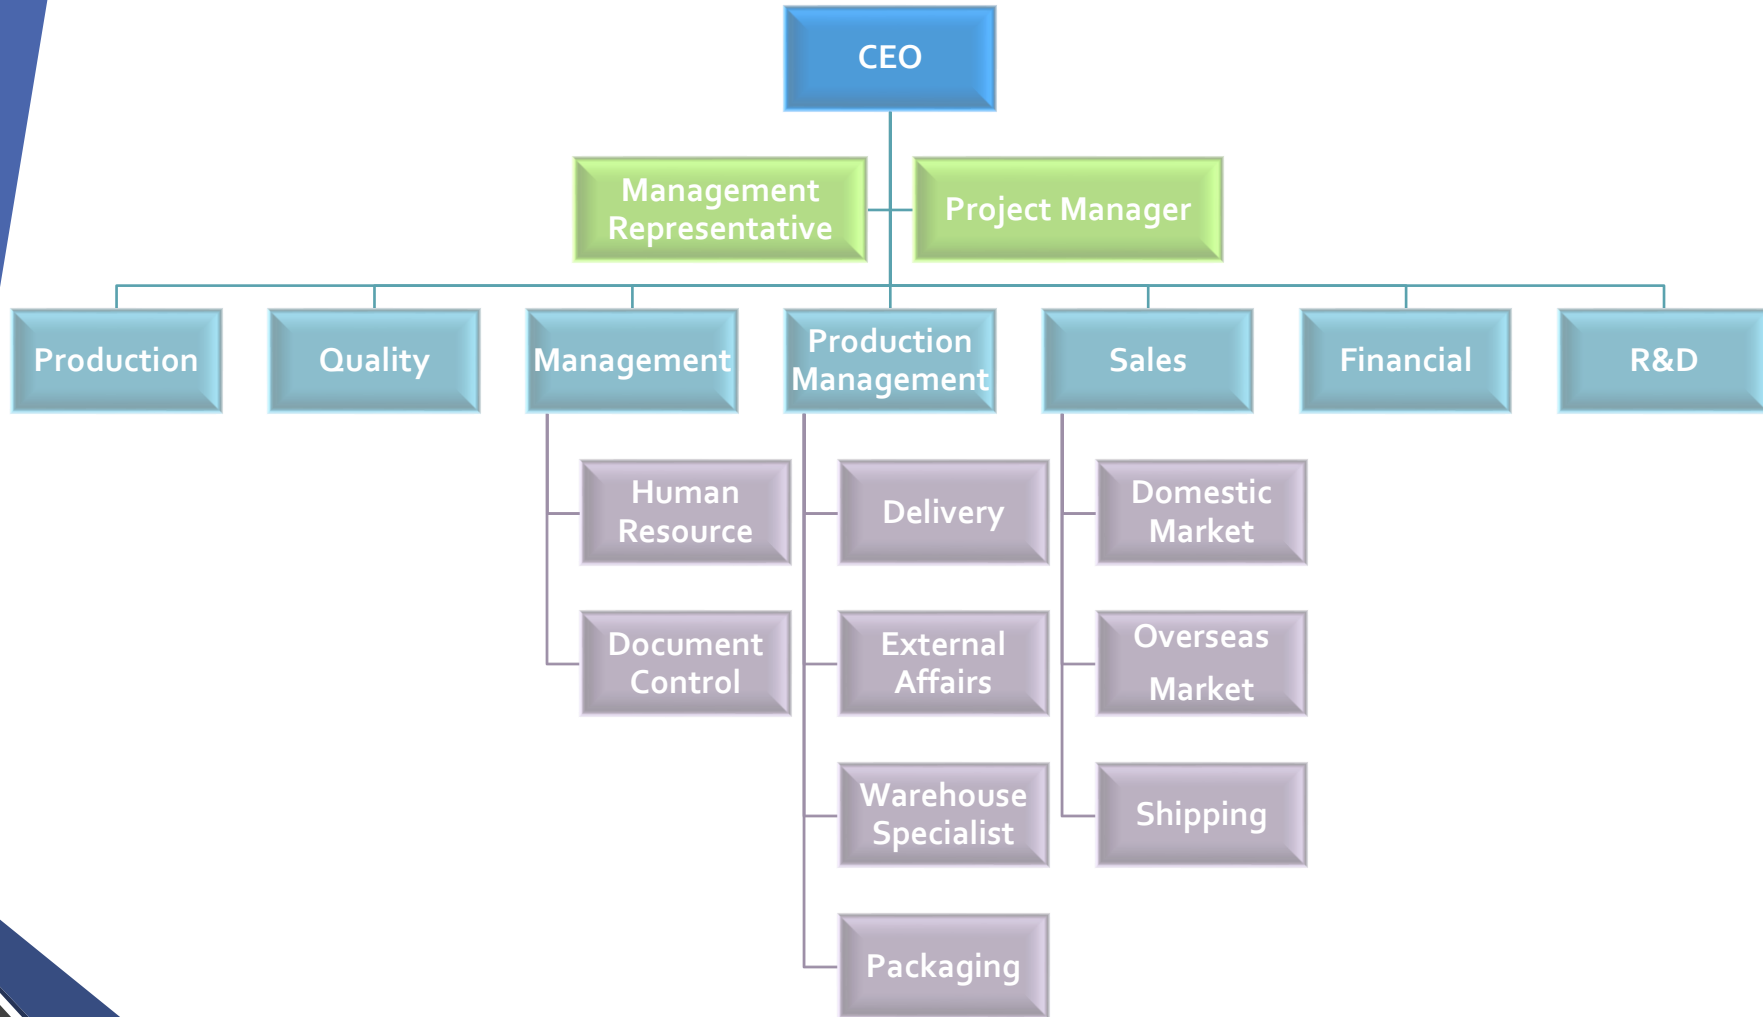 CEO
Management
Representative
Project Manager
Production
Quality
Management
Production
Management
Sales
Financial
R&D
Human
Resource
Delivery
Domestic
Market
Document
Control
External
Affairs
Overseas
Market
Warehouse
Specialist
Shipping
Packaging